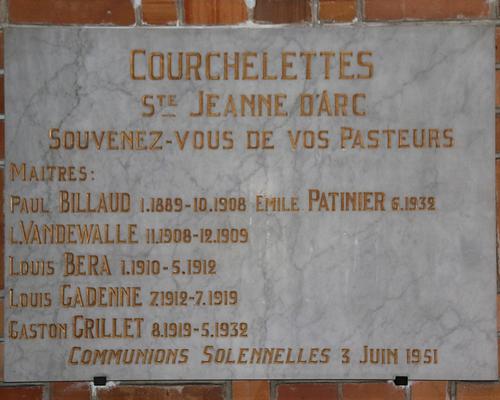 COURCHELETTES
STE JEANNE D'ARC
SOUVENEZ-VOUS DE VOS PASTEURS
MAITRES:
PAUL BILLAUD 1.1889-10.1908 EMILE PATINIER 6.1932
L.VANDEWALLE 11.1908-12.1909
LOUIS BERA 1.1910-5.1912
LOUIS GADENNE 7.1912-7.1919
GASTON GRILLET 8.1919-5.1932
COMMUNIONS SOLENNELLES 3 JUIN 1951